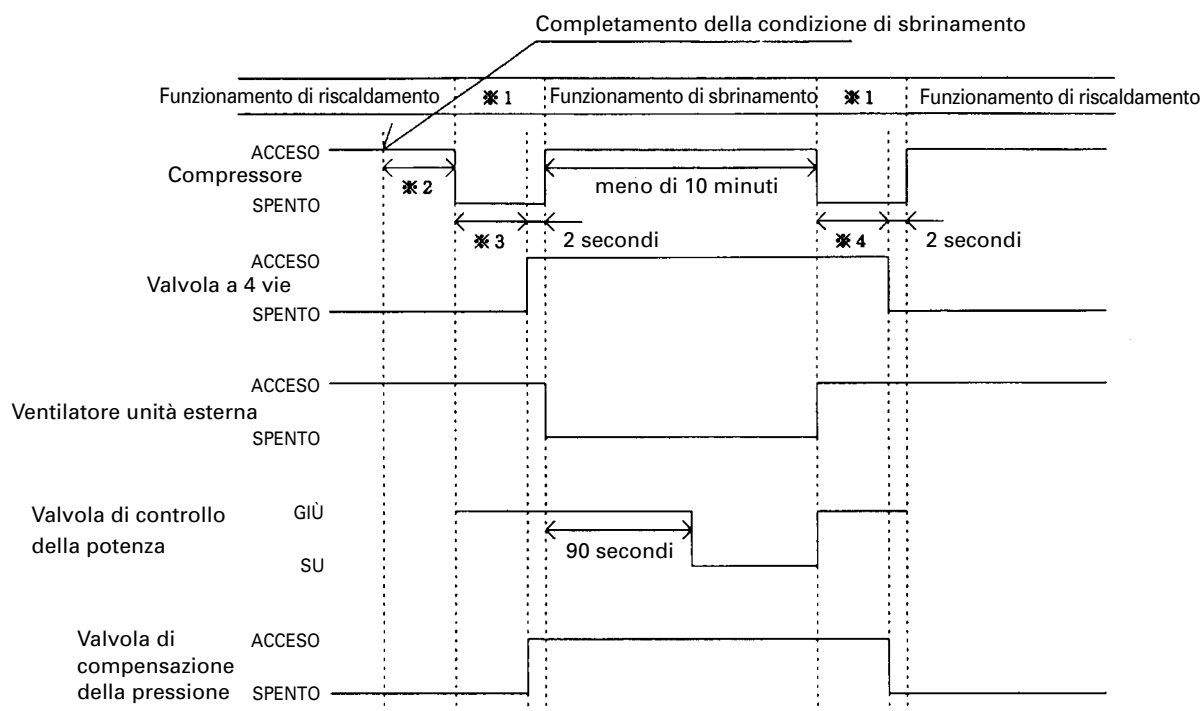 Completamento della condizione di sbrinamento
Funzionamento di riscaldamento ※1 Funzionamento di sbrinamento ※1 Funzionamento di riscaldamento
ACCESO
Compressore
※2
meno di 10 minuti
SPENTO
※3
2 secondi
※4
2 secondi
ACCESO
Valvola a 4 vie
SPENTO
ACCESO
Ventilatore unità esterna
SPENTO
Valvola di controllo
della potenza
GIÙ
90 secondi
SU
Valvola di
compensazione
della pressione
ACCESO
SPENTO